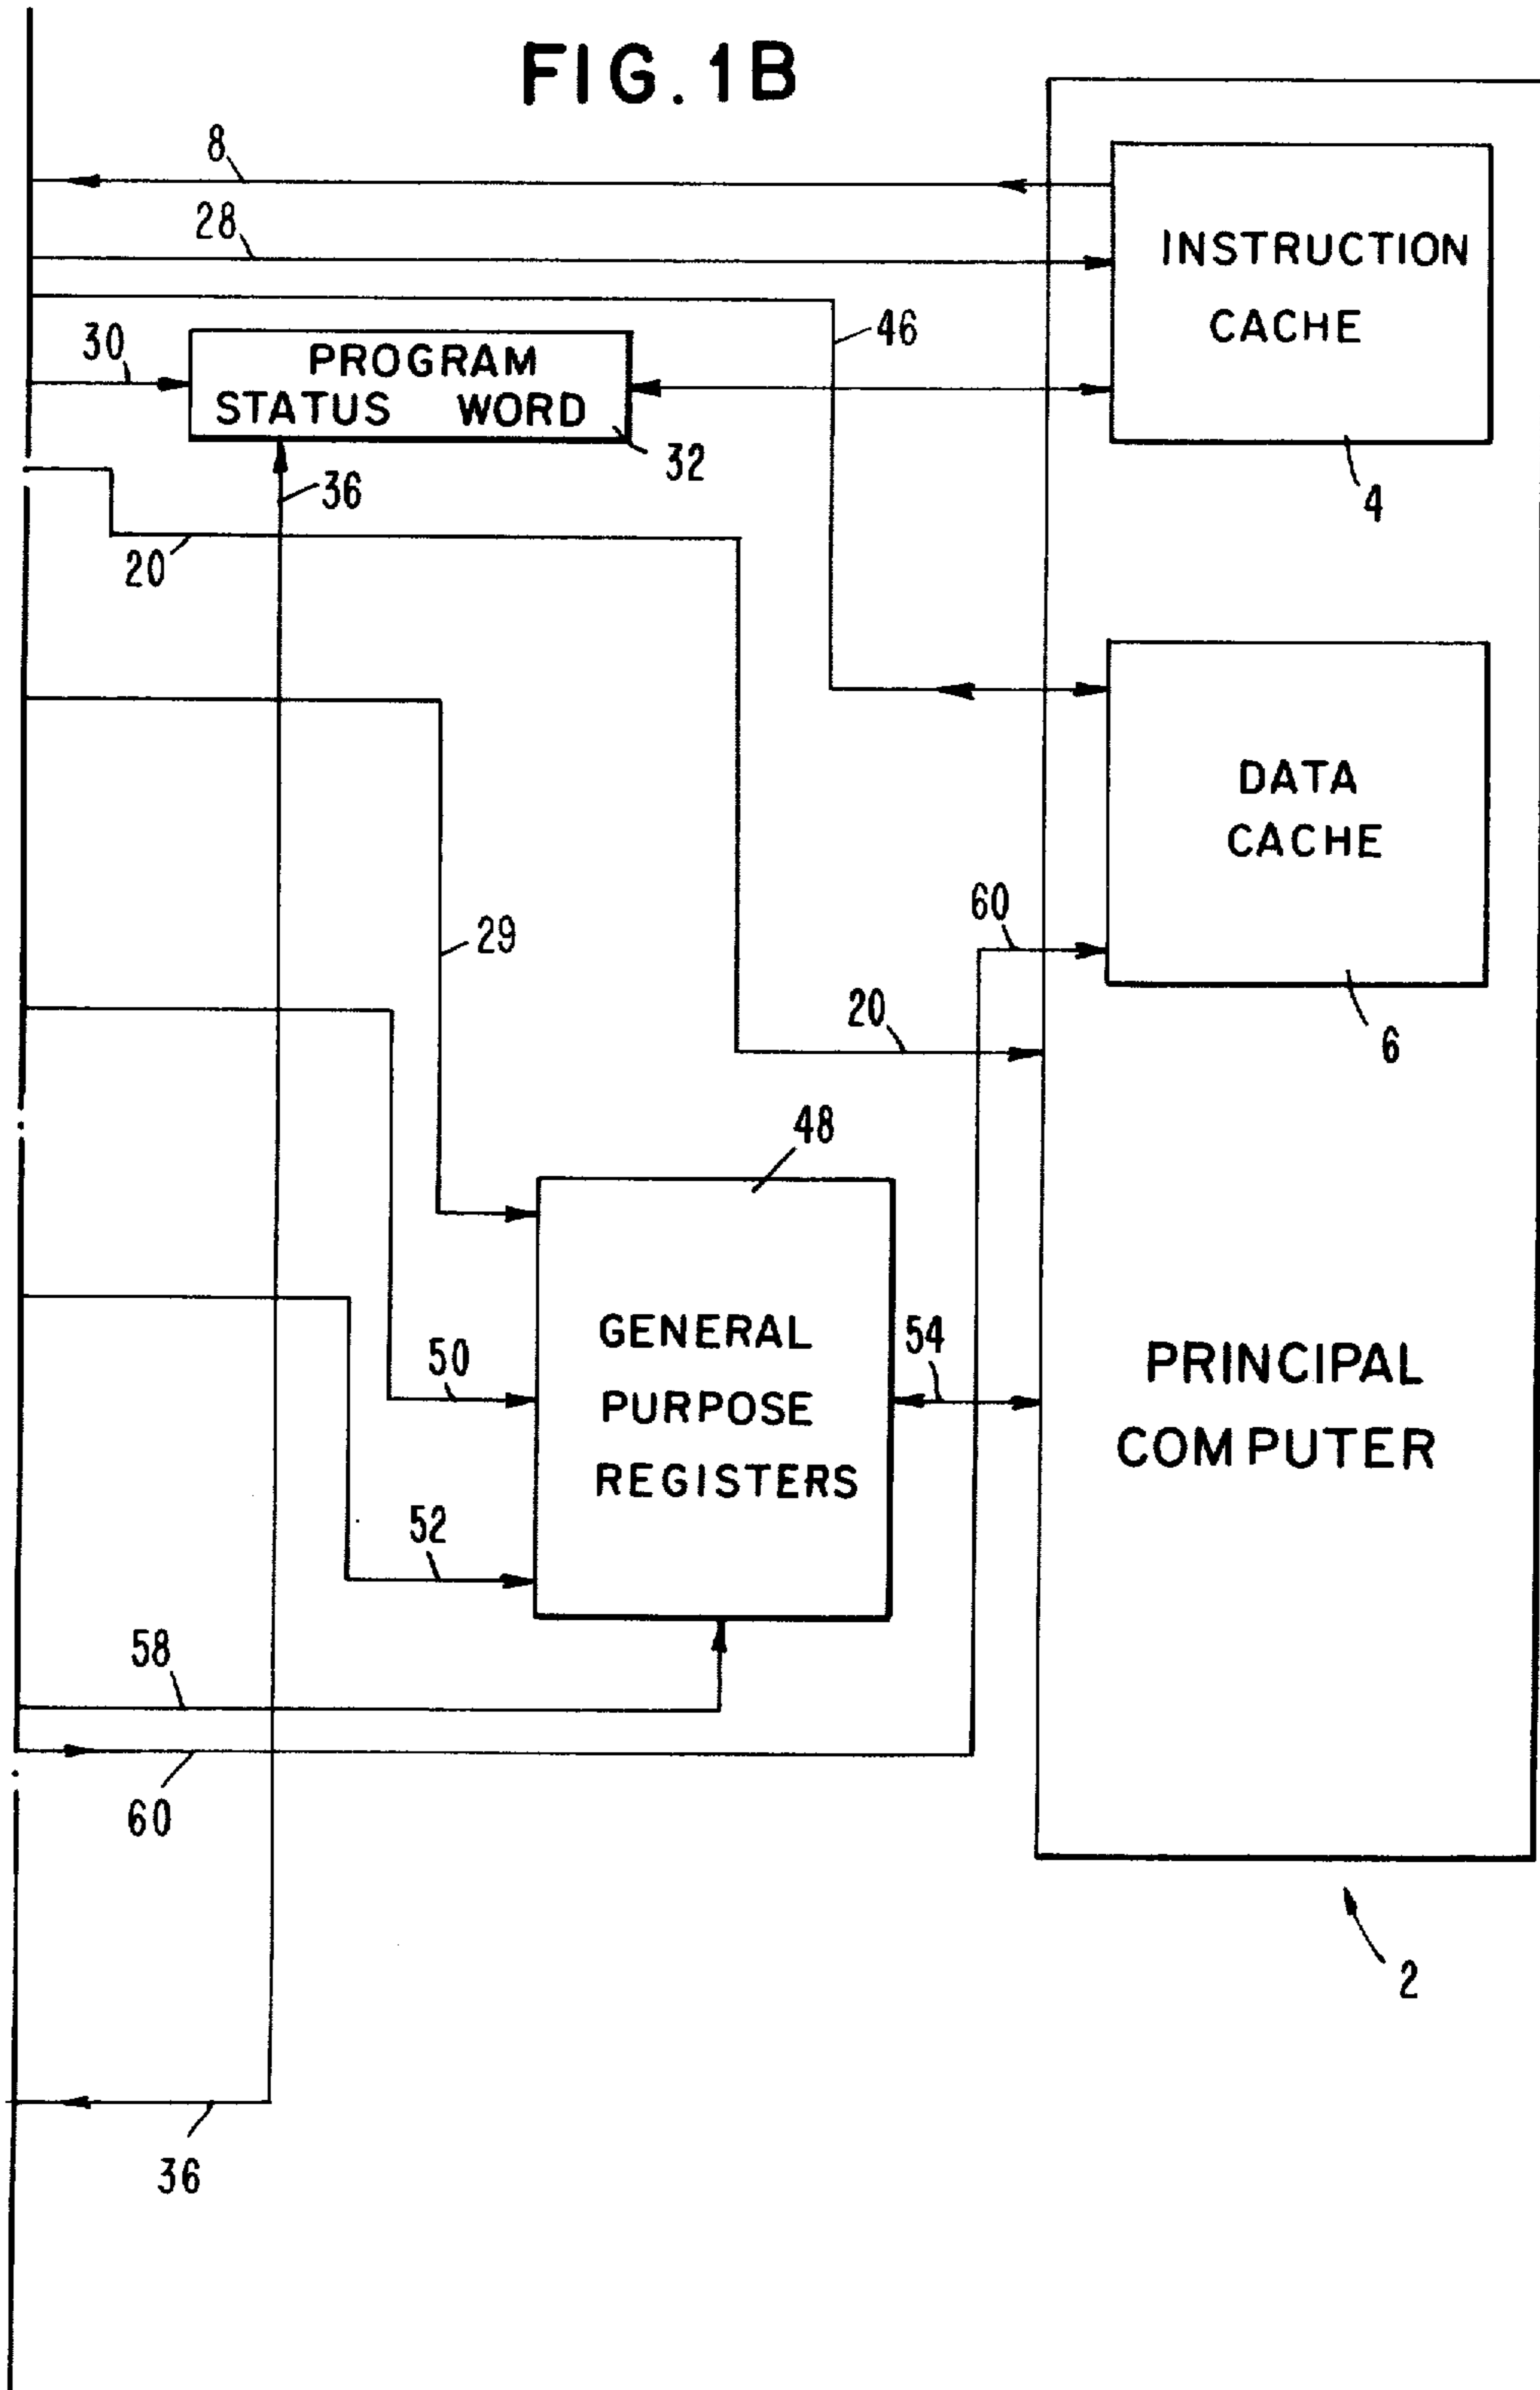 FIG. 1B
8
28
INSTRUCTION
CACHE
46
30
PROGRAM
STATUS WORD
32
36
4
20
DATA
CACHE
29
60
20
6
48
GENERAL
PURPOSE
REGISTERS
50
54
PRINCIPAL
COMPUTER
52
58
60
2
36